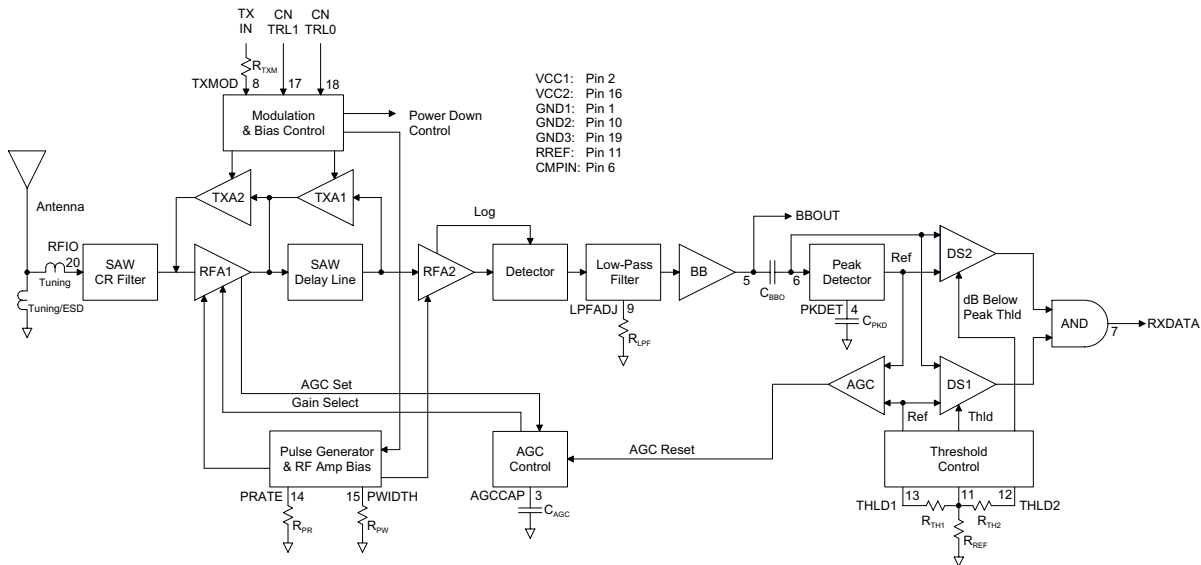 TX
IN
CN
TRL1
CN
TRL0
RTXM
TXMOD
8
17
18
Modulation
& Bias Control
Power Down
Control
VCC1: Pin 2
VCC2: Pin 16
GND1: Pin 1
GND2: Pin 10
GND3: Pin 19
RREF: Pin 11
CMPIN: Pin 6
TXA2
TXA1
Antenna
Log
BBOUT
RFIO
20
Tuning
Tuning/ESD
SAW
CR Filter
RFA1
SAW
Delay Line
RFA2
Detector
Low-Pass
Filter
BB
5
CBBO
6
Peak
Detector
Ref
DS2
LPFADJ
9
RLPF
PKDET
4
CPKD
dB Below
Peak Thld
AND
7
RXDATA
AGC
DS1
AGC Set
Gain Select
Ref
Thld
Pulse Generator
& RF Amp Bias
AGC
Control
AGC Reset
Threshold
Control
PRATE
14
15
PWIDTH
RPR
RPW
AGCCAP
3
CAGC
THLD1
13
11
12
THLD2
RTH1
RTH2
RREF